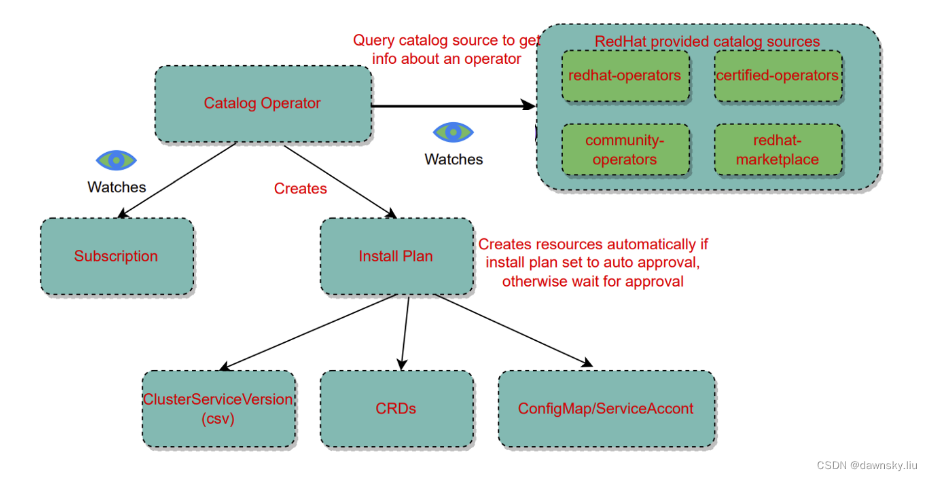 Query catalog source to get
info about an operator
RedHat provided catalog sources
redhat-operators
certified-operators
Catalog Operator
community-
operators
redhat-
marketplace
Watches
Watches
Creates
Subscription
Install Plan
Creates resources automatically if
install plan set to auto approval,
otherwise wait for approval
ClusterServiceVersion
(csv)
CRDs
ConfigMap/ServiceAccont
CSDN @dawnsky.liu